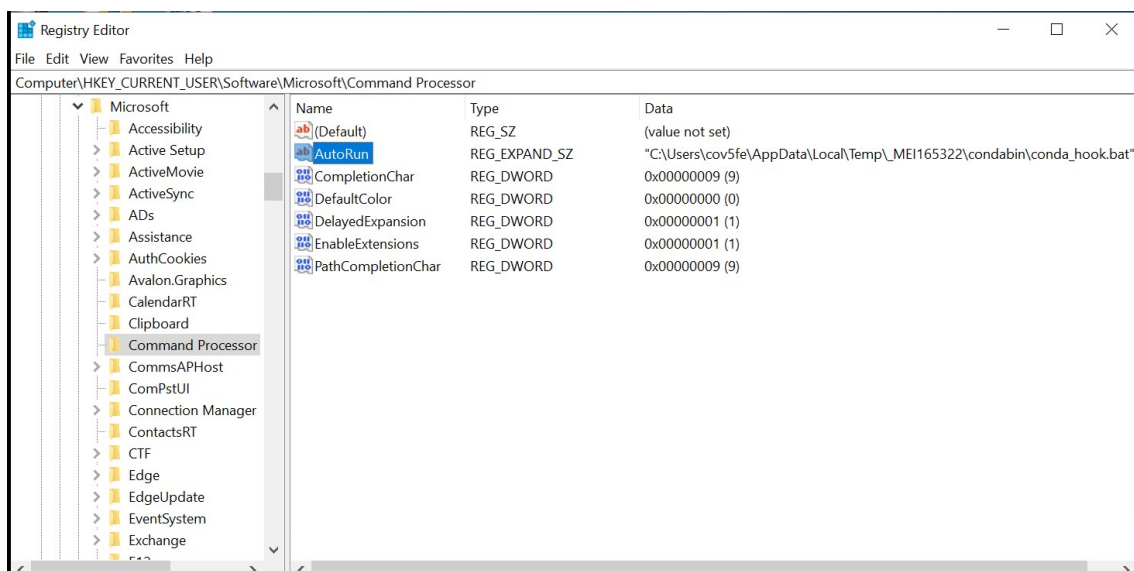 Registry Editor
File Edit View Favorites Help
Computer\HKEY_CURRENT_USER\Software\Microsoft\Command Processor
Microsoft
Accessibility
Active Setup
ActiveMovie
ActiveSync
ADs
Assistance
AuthCookies
Avalon.Graphics
CalendarRT
Clipboard
Command Processor
CommsAPHost
ComPstUI
Connection Manager
ContactsRT
CTF
Edge
EdgeUpdate
EventSystem
Exchange
Name Type Data
(Default) REG_SZ (value not set)
AutoRun REG_EXPAND_SZ "C:\Users\cov5fe\AppData\Local\Temp\_MEI165322\condabin\conda_hook.bat"
CompletionChar REG_DWORD 0x00000009 (9)
DefaultColor REG_DWORD 0x00000000 (0)
DelayedExpansion REG_DWORD 0x00000001 (1)
EnableExtensions REG_DWORD 0x00000001 (1)
PathCompletionChar REG_DWORD 0x00000009 (9)